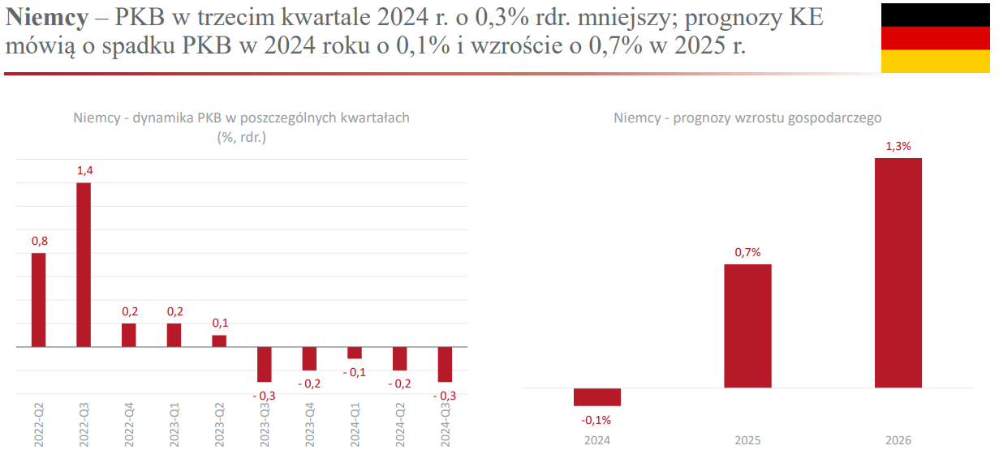 Niemcy – PKB w trzecim kwartale 2024 r. o 0,3% rdr. mniejszy; prognozy KE
mówią o spadku PKB w 2024 roku o 0,1% i wzroście o 0,7% w 2025 r.
Niemcy - dynamika PKB w poszczególnych kwartałach
(%, rdr.)
0,8
1,4
0,2
0,2
0,1
- 0,3
- 0,2
- 0,1
- 0,2
- 0,3
2022-Q2
2022-Q3
2022-Q4
2023-Q1
2023-Q2
2023-Q3
2023-Q4
2024-Q1
2024-Q2
2024-Q3
Niemcy - prognozy wzrostu gospodarczego
-0,1%
0,7%
1,3%
2024
2025
2026